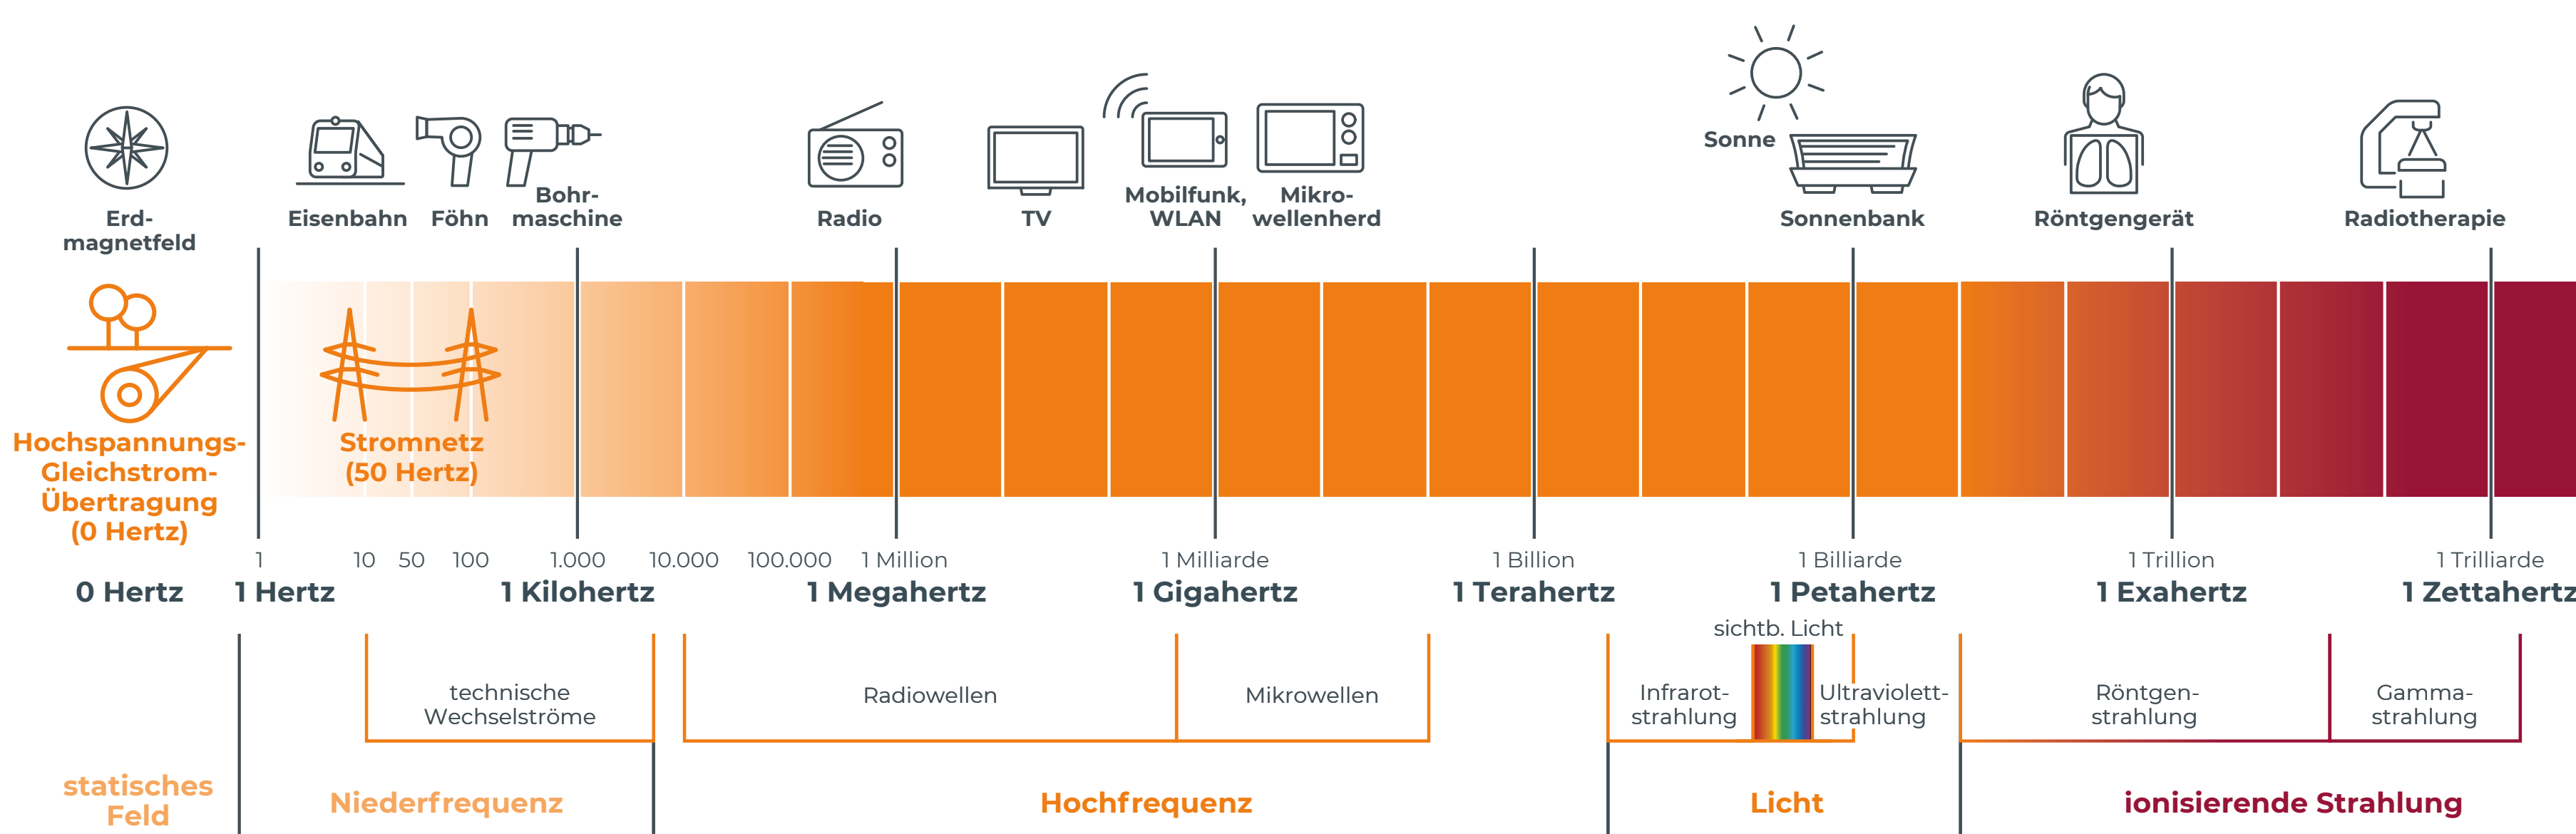 Erd-
magnetfeld
Eisenbahn
Föhn
Bohr-
maschine
Radio
TV
Mobilfunk,
WLAN
Mikro-
wellenherd
Sonne
Sonnenbank
Röntgengerät
Radiotherapie
Hochspannungs-
Gleichstrom-
Übertragung
(0 Hertz)
Stromnetz
(50 Hertz)
1 10 50 100 1.000 10.000 100.000 1 Million 1 Milliarde 1 Billion 1 Billiarde 1 Trillion 1 Trilliarde
0 Hertz 1 Hertz 1 Kilohertz 1 Megahertz 1 Gigahertz 1 Terahertz 1 Petahertz 1 Exahertz 1 Zettahertz
sichtb. Licht
technische
Wechselströme
Radiowellen
Mikrowellen
Infrarot-
strahlung
Ultraviolett-
strahlung
Röntgen-
strahlung
Gamma-
strahlung
statisches
Feld
Niederfrequenz
Hochfrequenz
Licht
ionisierende Strahlung